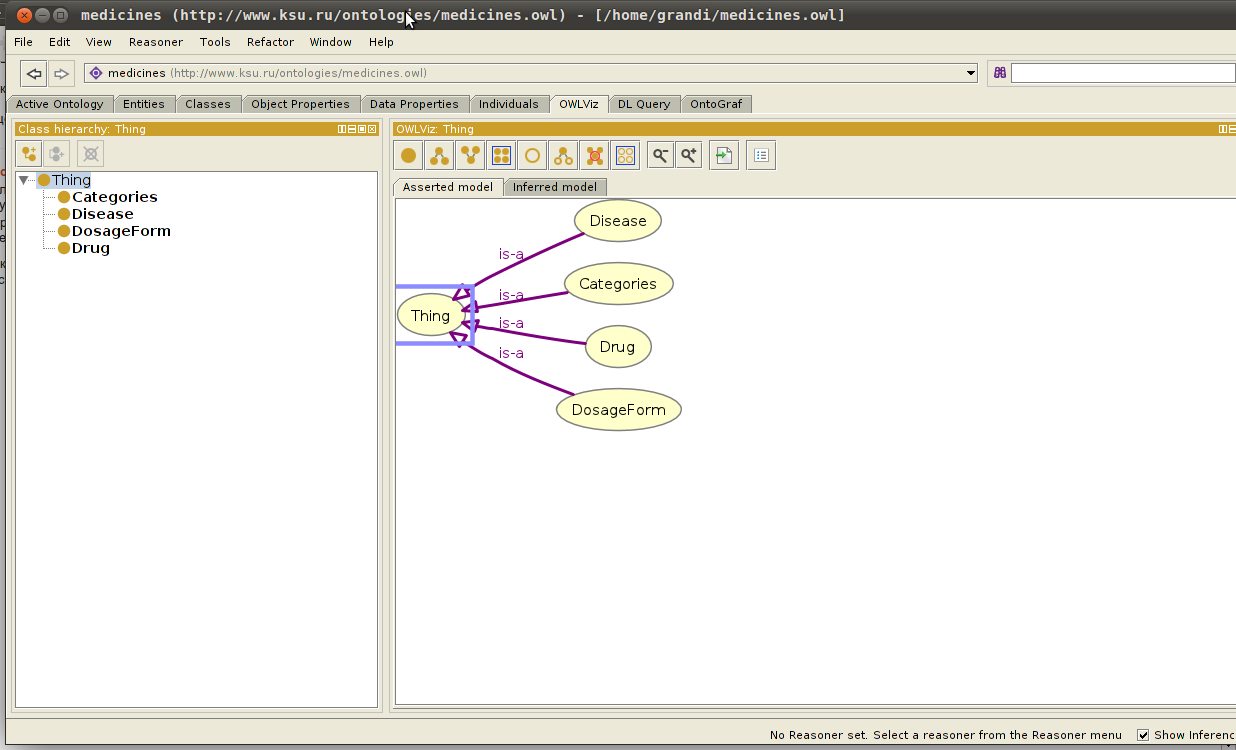 medicines (http://www.ksu.ru/ontologies/medicines.owl) - [/home/grandi/medicines.owl]
File Edit View Reasoner Tools Refactor Window Help
medicines (http://www.ksu.ru/ontologies/medicines.owl)
Active Ontology Entities Classes Object Properties Data Properties Individuals OWLViz DL Query OntoGraf
Class hierarchy: Thing
Thing
Categories
Disease
DosageForm
Drug
OWLViz: Thing
Asserted model Inferred model
Disease
is-a
Categories
is-a
Thing
is-a
Drug
is-a
DosageForm
No Reasoner set. Select a reasoner from the Reasoner menu Show Inferenc